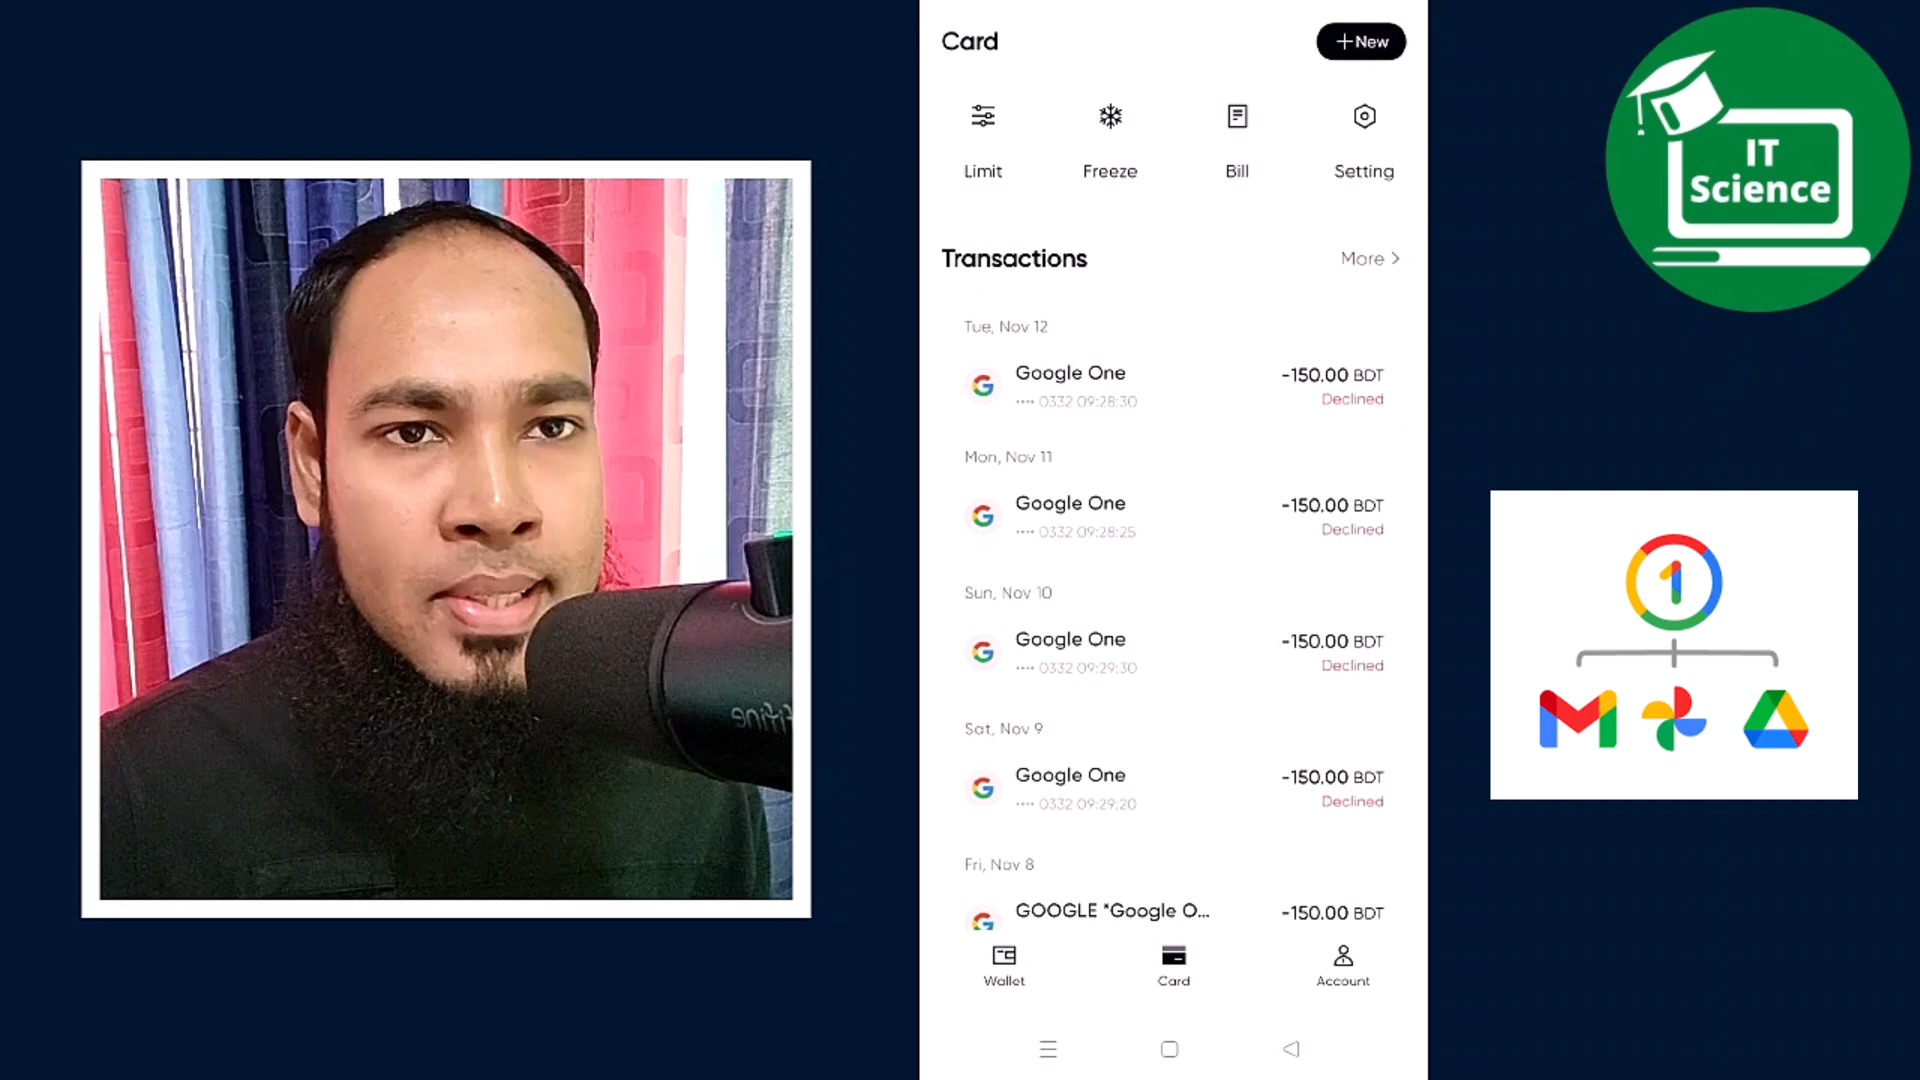 Card
+New
Limit
Freeze
Bill
Setting
Transactions
More >
Tue, Nov 12
Google One
-150.00 BDT
•••• 0332 09:28:30
Declined
Mon, Nov 11
Google One
-150.00 BDT
•••• 0332 09:28:25
Declined
Sun, Nov 10
Google One
-150.00 BDT
•••• 0332 09:29:30
Declined
Sat, Nov 9
Google One
-150.00 BDT
•••• 0332 09:29:20
Declined
Fri, Nov 8
GOOGLE *Google O...
-150.00 BDT
Wallet
Card
Account
IT
Science
1
fifine